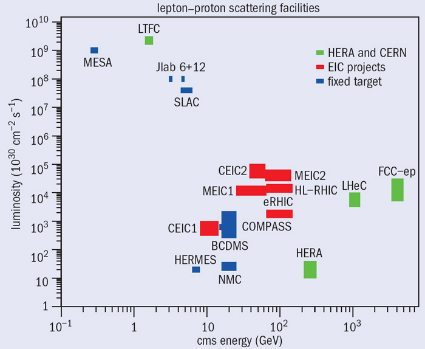 lepton–proton scattering facilities
10^10
10^9
10^8
10^7
10^6
10^5
10^4
10^3
10^2
10
1
luminosity (10^30 cm^−2 s^−1)
LTFC
MESA
Jlab 6+12
SLAC
HERA and CERN
EIC projects
fixed target
CEIC2
MEIC2
MEIC1
HL–RHIC
eRHIC
LHeC
FCC-ep
CEIC1
COMPASS
BCDMS
HERMES
NMC
HERA
10^−1
1
10
10^2
10^3
cms energy (GeV)